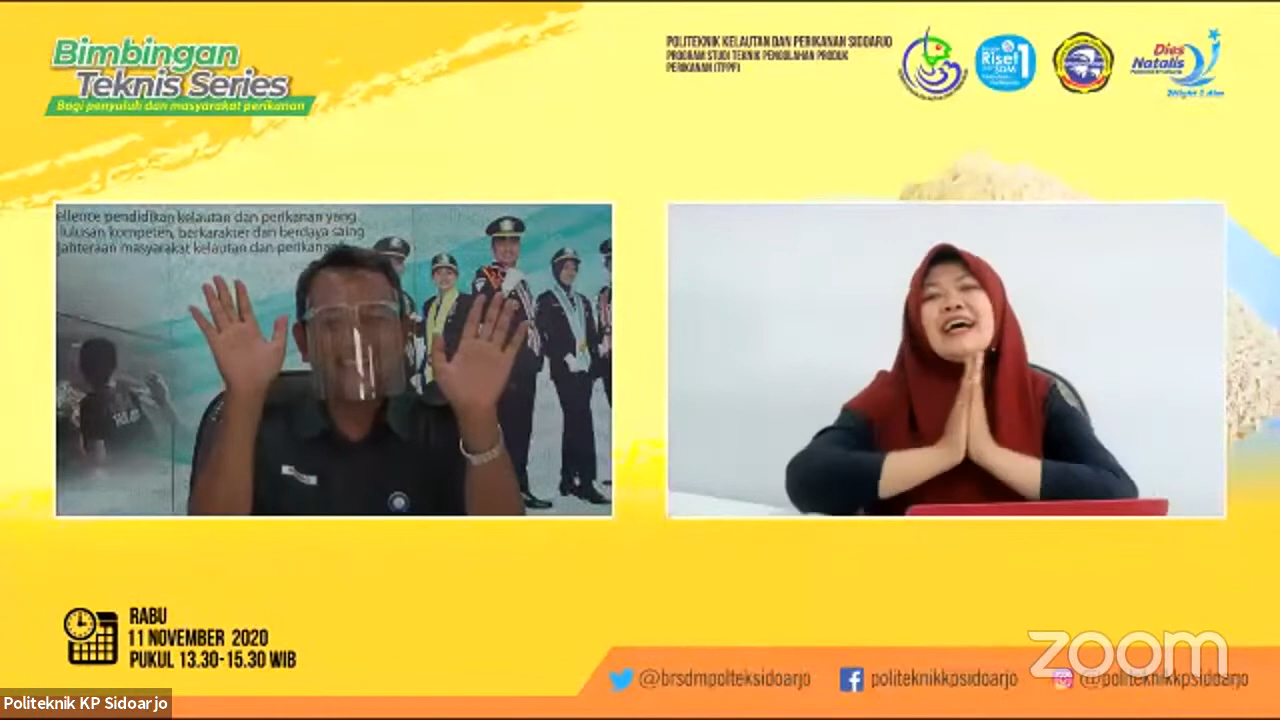 Bimbingan
Teknis Series
Bagi penyuluh dan masyarakat perikanan
POLITEKNIK KELAUTAN DAN PERIKANAN SIDOARJO
PROGRAM STUDI TEKNIK PENGOLAHAN PRODUK
PERIKANAN (TPPP)
Riset
SDM
1
Dies
Natalis
ellence pendidikan kelautan dan perikanan yang
lulusan kompeten, berkarakter dan berdaya saing
jahteraan masyarakat kelautan dan perikanan
RABU
11 NOVEMBER 2020
PUKUL 13.30-15.30 WIB
zoom
@brsdmpolteksidoarjo
politeknikkpsidoarjo
@politeknikkpsidoarjo
Politeknik KP Sidoarjo